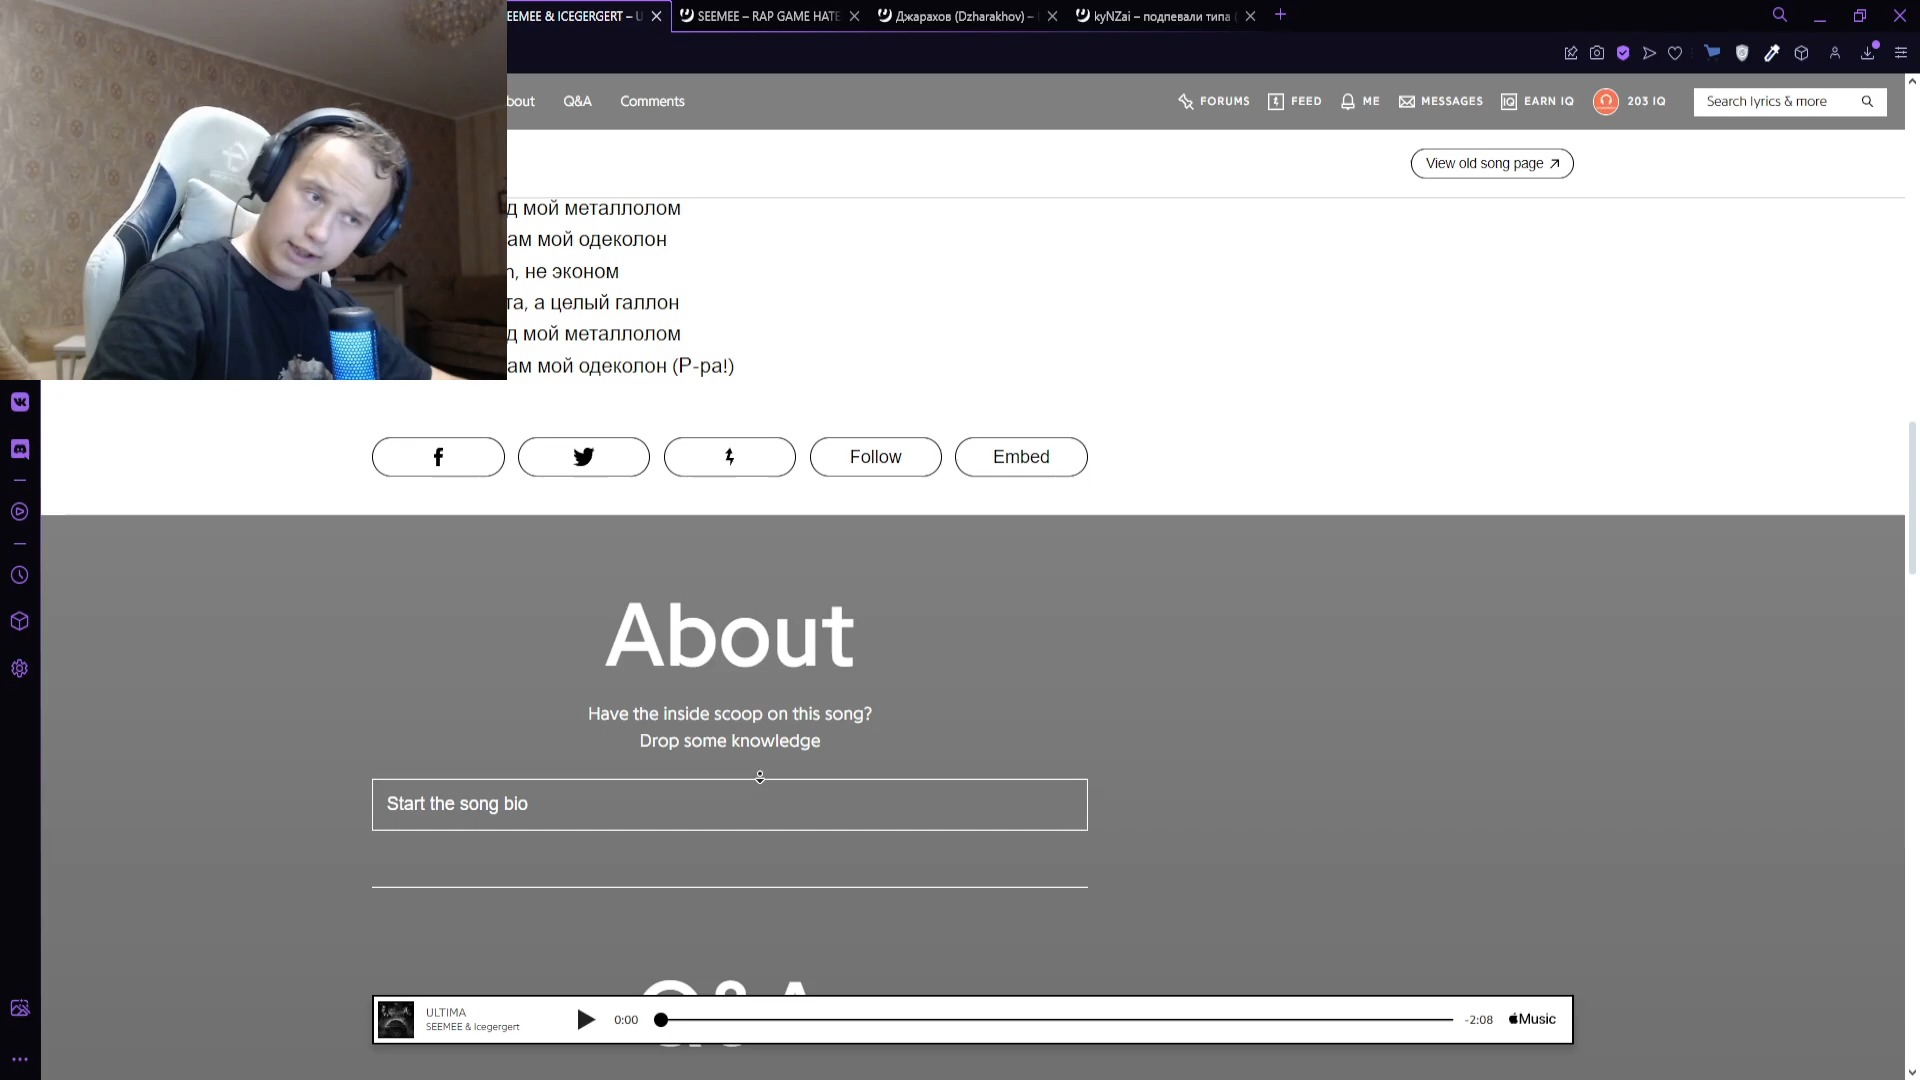 EEMEE & ICEGERGERT – U
SEEMEE – RAP GAME HATE
Джарахов (Dzharakhov) –
kyNZai – подпевали типа
bout
Q&A
Comments
FORUMS
FEED
ME
MESSAGES
IQ
EARN IQ
203 IQ
Search lyrics & more
View old song page
д мой металлолом
ам мой одеколон
n, не эконом
та, а целый галлон
д мой металлолом
ам мой одеколон (Р-ра!)
Follow
Embed
About
Have the inside scoop on this song?
Drop some knowledge
Start the song bio
Q&A
ULTIMA
SEEMEE & Icegergert
0:00
-2:08
Music